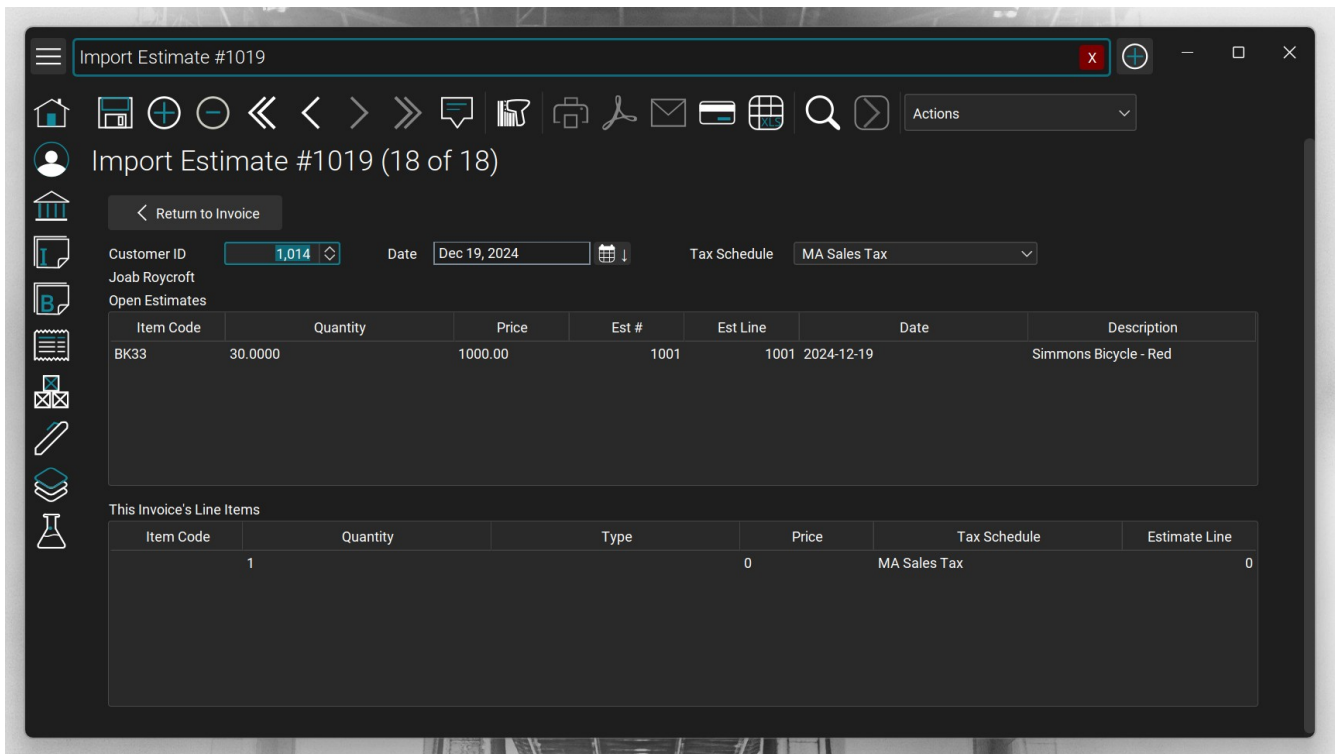 Import Estimate #1019 X
XLS Actions
Import Estimate #1019 (18 of 18)
Return to Invoice
Customer ID 1,014 Date Dec 19, 2024 Tax Schedule MA Sales Tax
Joab Roycroft
Open Estimates
Item Code Quantity Price Est # Est Line Date Description
BK33 30.0000 1000.00 1001 1001 2024-12-19 Simmons Bicycle - Red
I
B
This Invoice's Line Items
Item Code Quantity Type Price Tax Schedule Estimate Line
1 0 MA Sales Tax 0